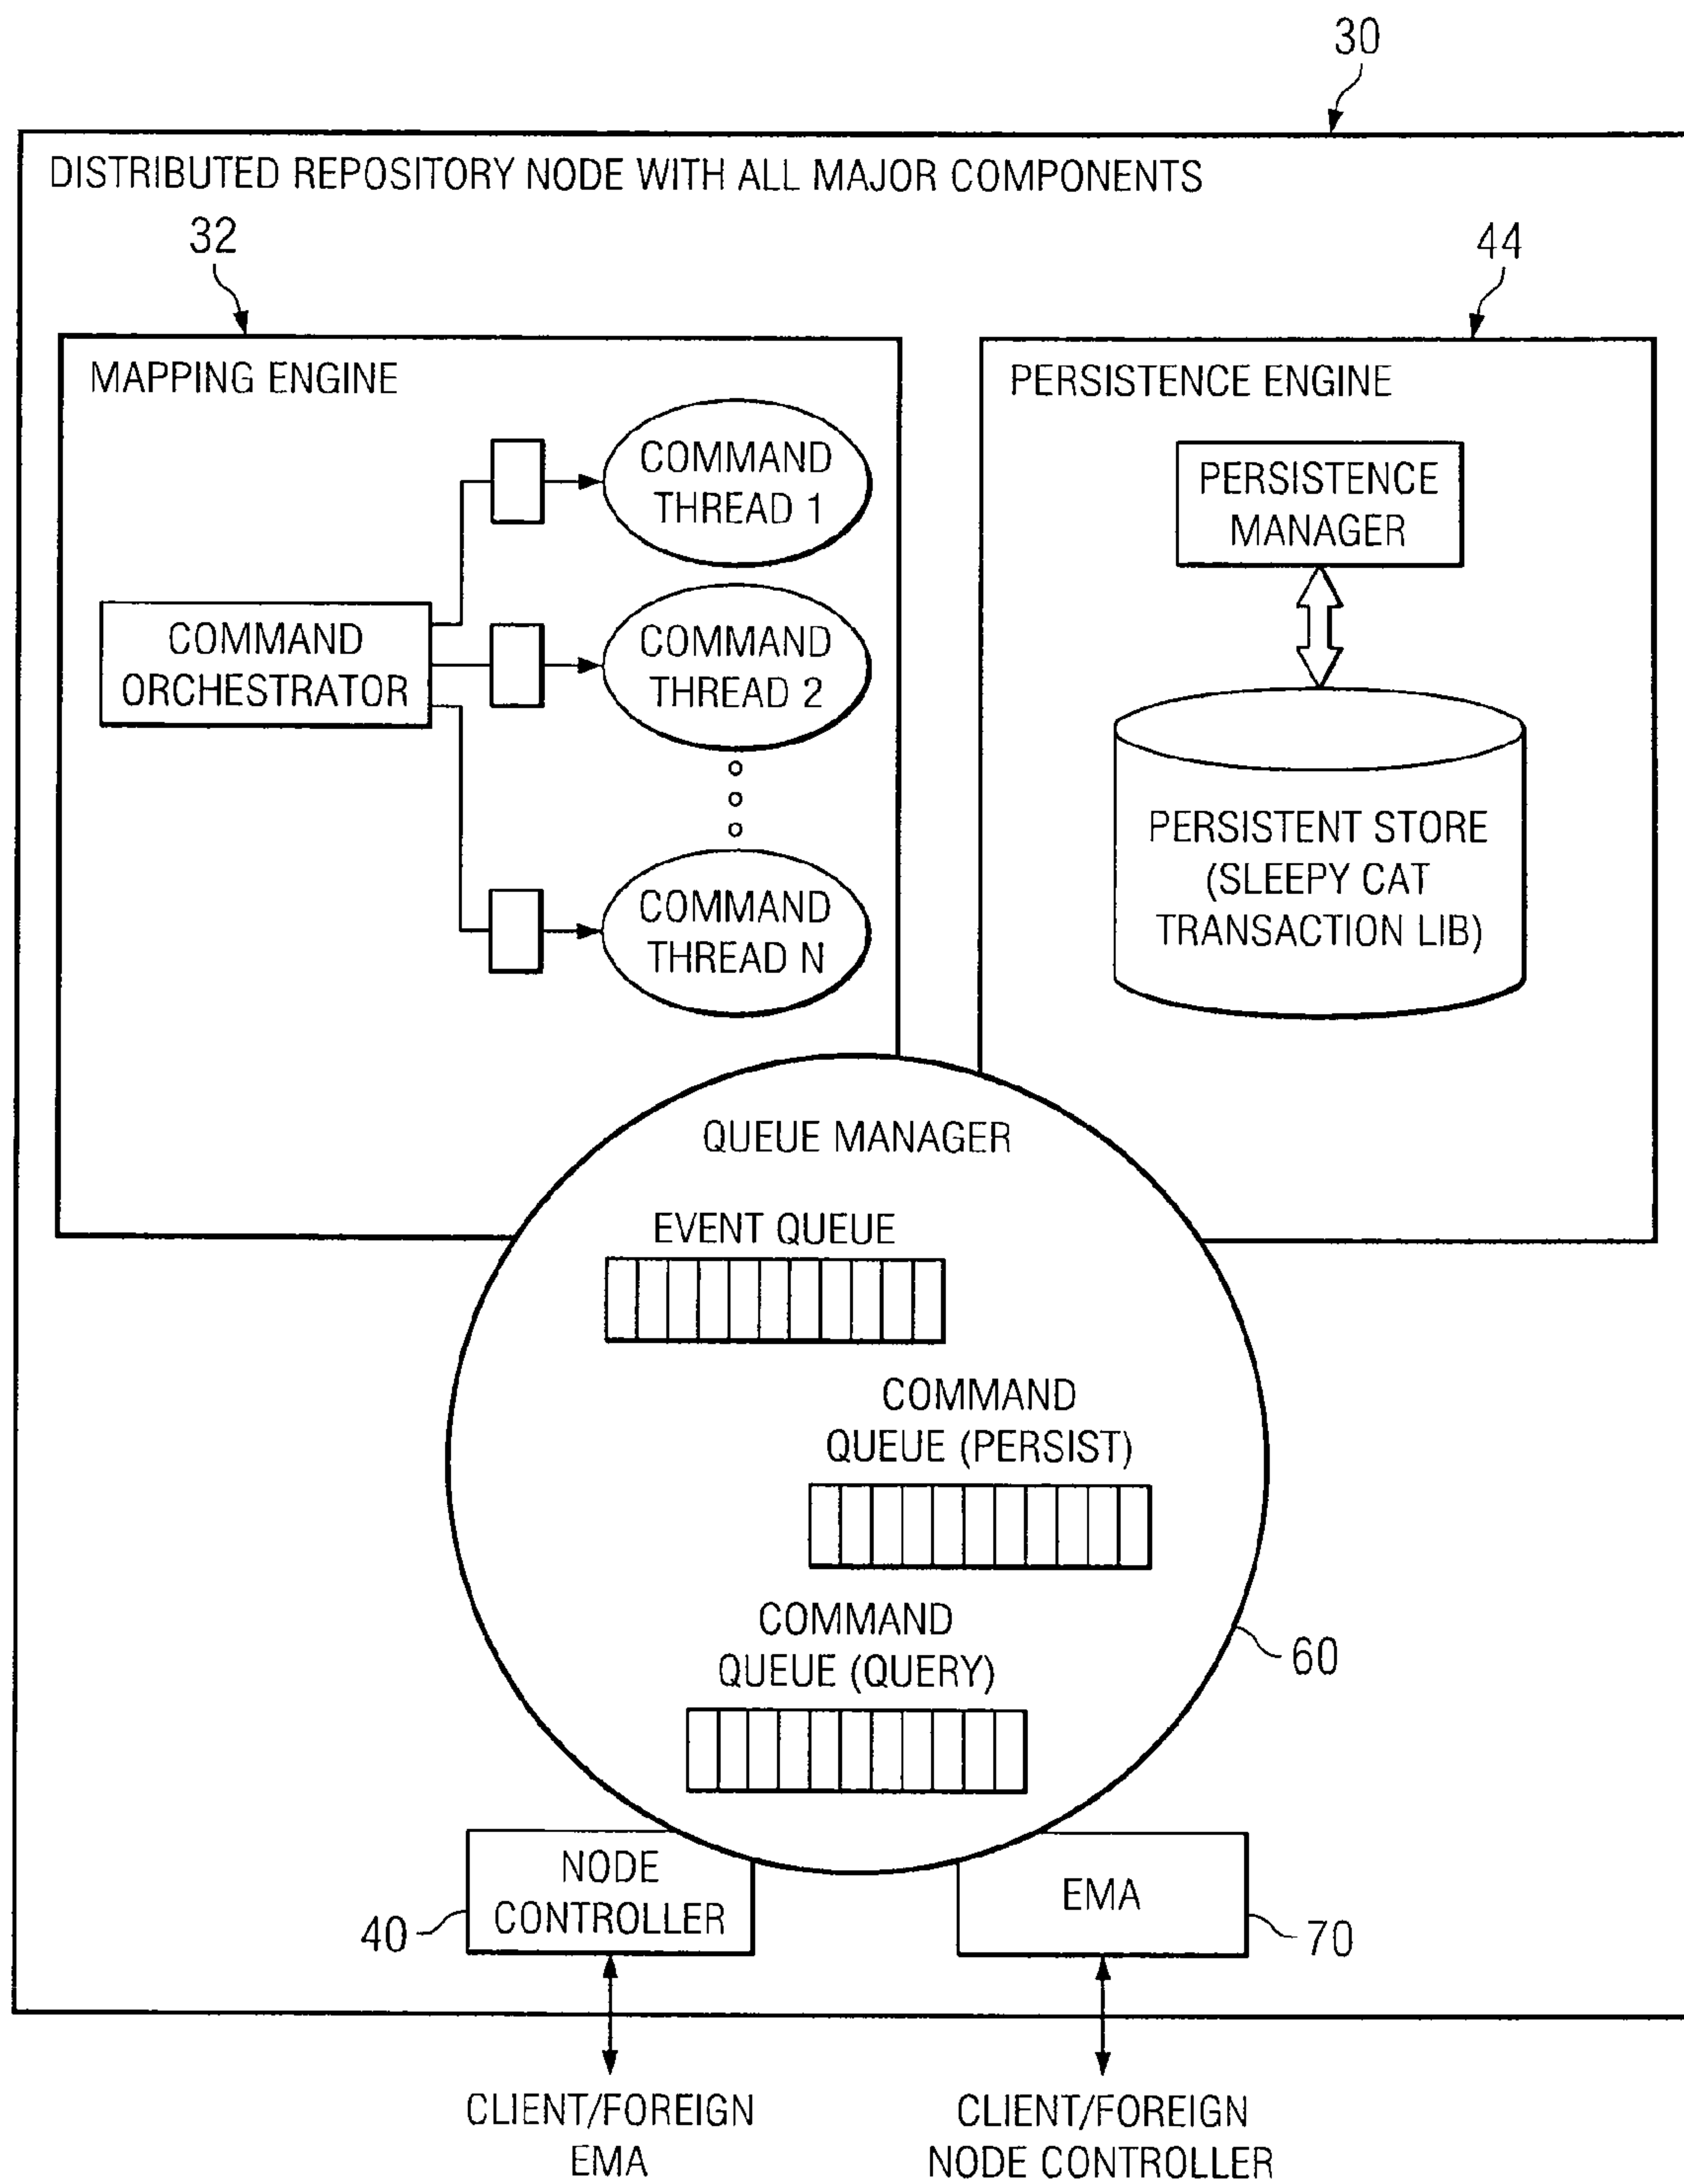 30
DISTRIBUTED REPOSITORY NODE WITH ALL MAJOR COMPONENTS
32
44
MAPPING ENGINE
COMMAND
THREAD 1
COMMAND
ORCHESTRATOR
COMMAND
THREAD 2
COMMAND
THREAD N
PERSISTENCE ENGINE
PERSISTENCE
MANAGER
PERSISTENT STORE
(SLEEPY CAT
TRANSACTION LIB)
QUEUE MANAGER
EVENT QUEUE
COMMAND
QUEUE (PERSIST)
COMMAND
QUEUE (QUERY)
60
NODE
CONTROLLER
40
EMA
70
CLIENT/FOREIGN
EMA
CLIENT/FOREIGN
NODE CONTROLLER